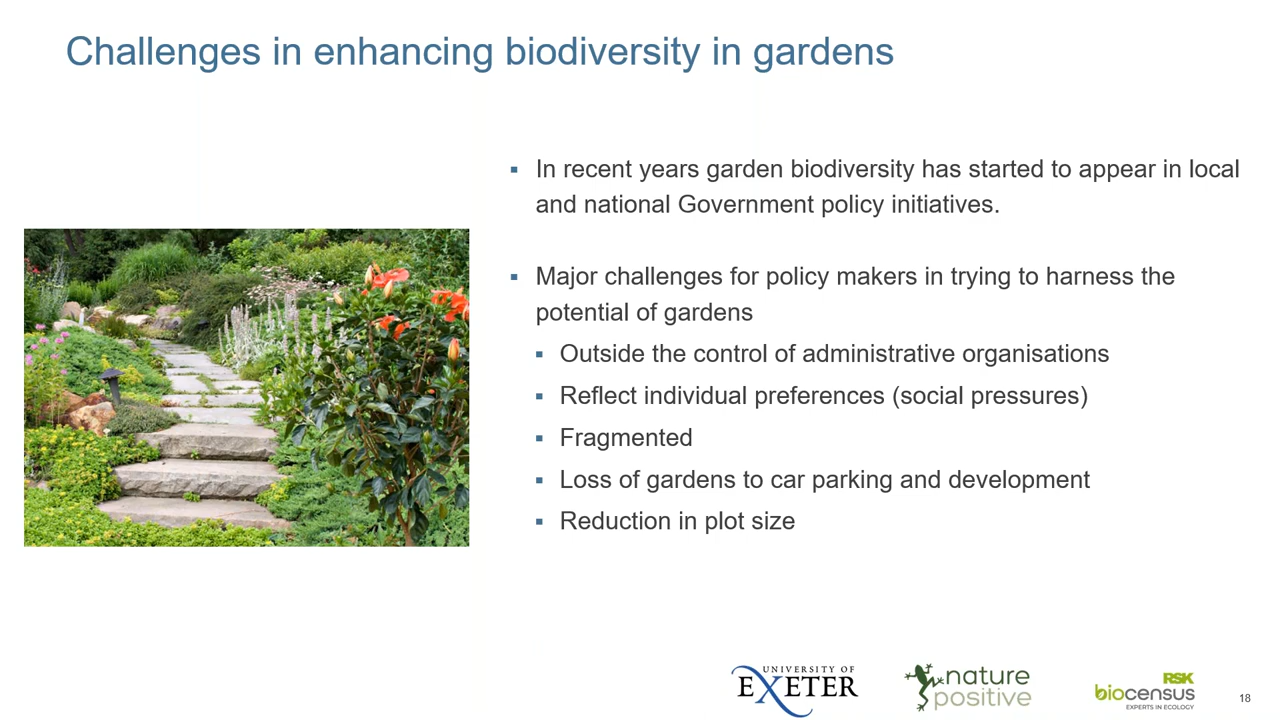 Challenges in enhancing biodiversity in gardens
▪ In recent years garden biodiversity has started to appear in local
and national Government policy initiatives.
▪ Major challenges for policy makers in trying to harness the
potential of gardens
▪ Outside the control of administrative organisations
▪ Reflect individual preferences (social pressures)
▪ Fragmented
▪ Loss of gardens to car parking and development
▪ Reduction in plot size
UNIVERSITY OF
EXETER
nature
positive
RSK
biocensus
EXPERTS IN ECOLOGY
18